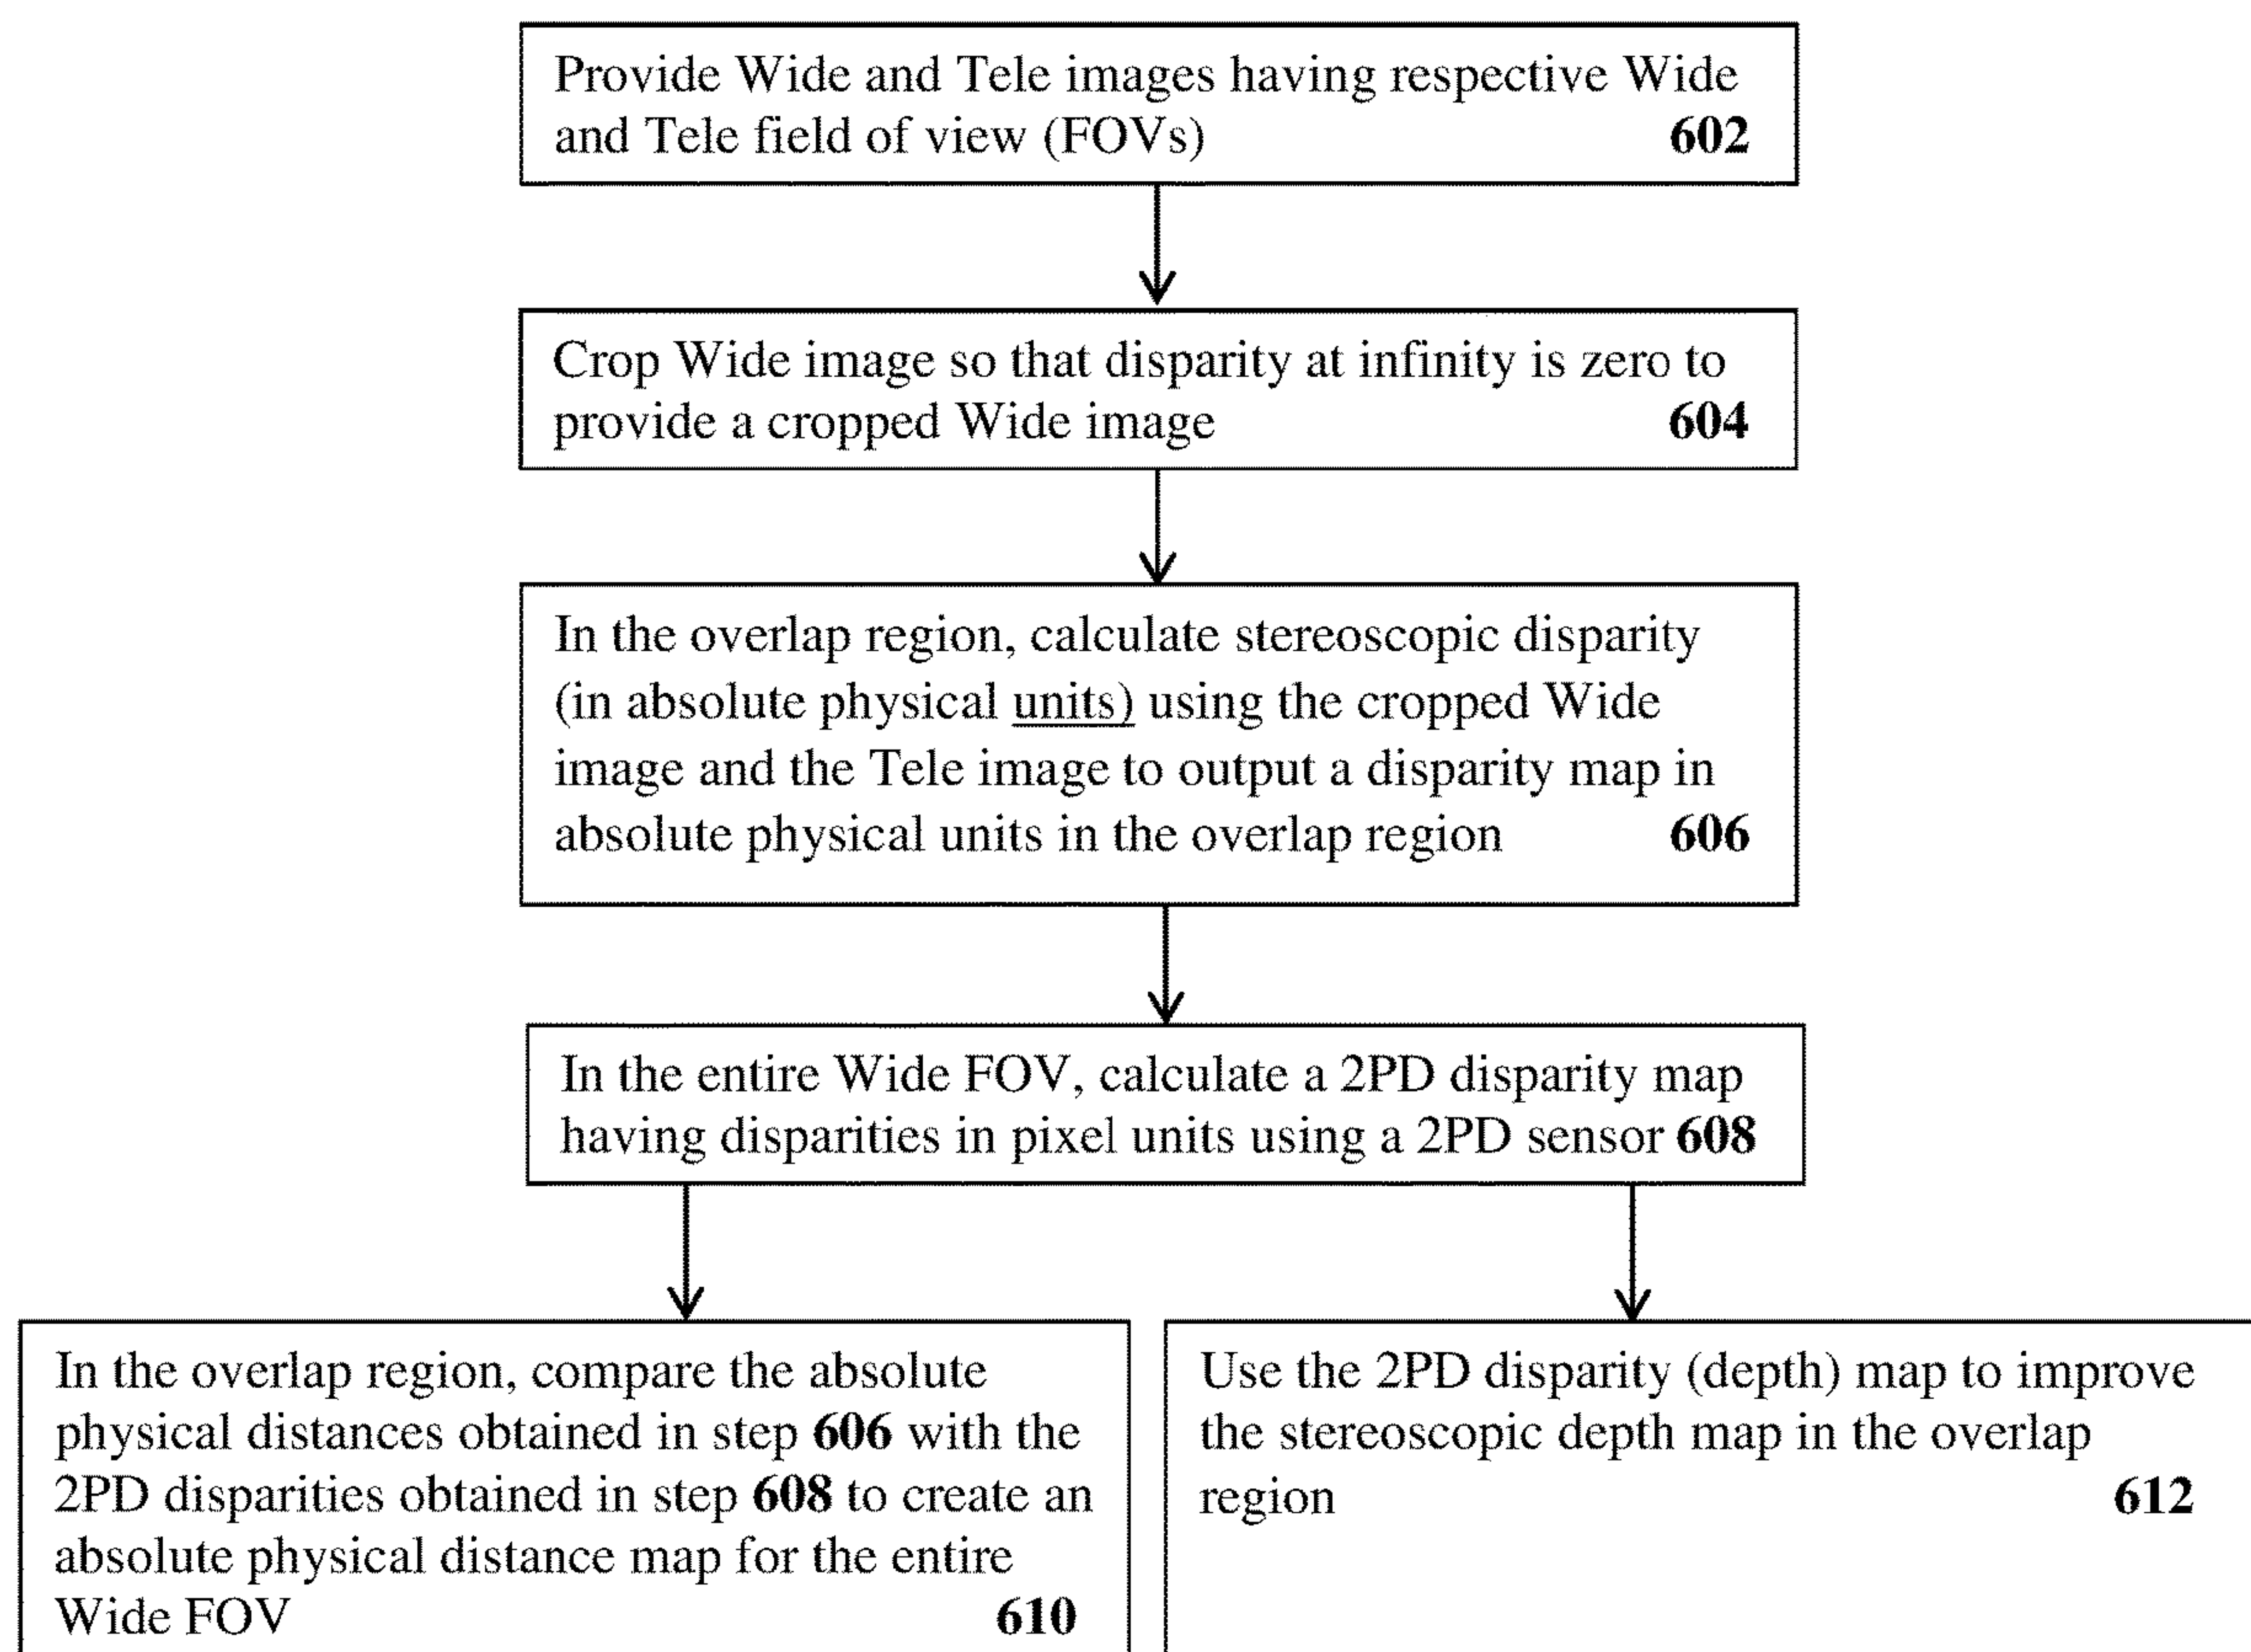 Provide Wide and Tele images having respective Wide
and Tele field of view (FOVs) 602
Crop Wide image so that disparity at infinity is zero to
provide a cropped Wide image 604
In the overlap region, calculate stereoscopic disparity
(in absolute physical units) using the cropped Wide
image and the Tele image to output a disparity map in
absolute physical units in the overlap region 606
In the entire Wide FOV, calculate a 2PD disparity map
having disparities in pixel units using a 2PD sensor 608
In the overlap region, compare the absolute
physical distances obtained in step 606 with the
2PD disparities obtained in step 608 to create an
absolute physical distance map for the entire
Wide FOV 610
Use the 2PD disparity (depth) map to improve
the stereoscopic depth map in the overlap
region 612